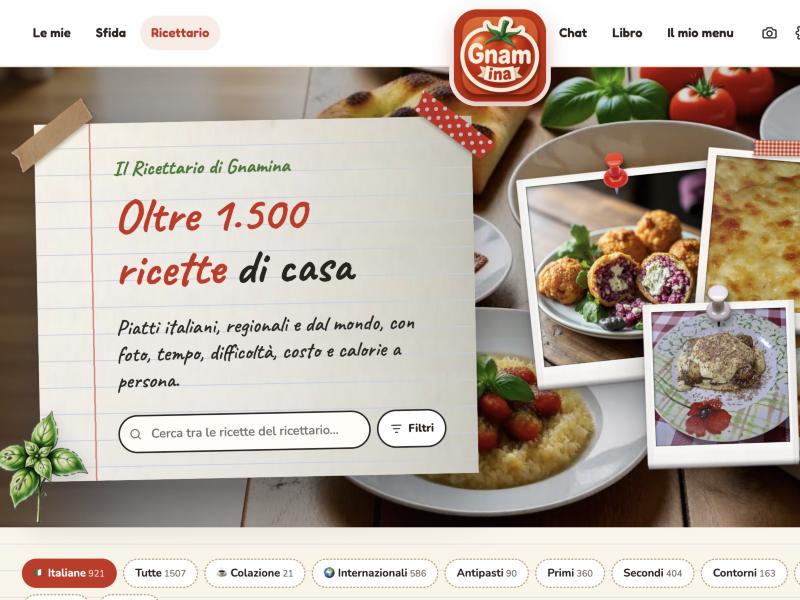 Le mie Sfida Ricettario Chat Libro Il mio menu
Gnam
ina
Il Ricettario di Gnamina
Oltre 1.500
ricette di casa
Piatti italiani, regionali e dal mondo, con
foto, tempo, difficoltà, costo e calorie a
persona.
Cerca tra le ricette del ricettario... Filtri
Italiane 921 Tutte 1507 Colazione 21 Internazionali 586 Antipasti 90 Primi 360 Secondi 404 Contorni 163